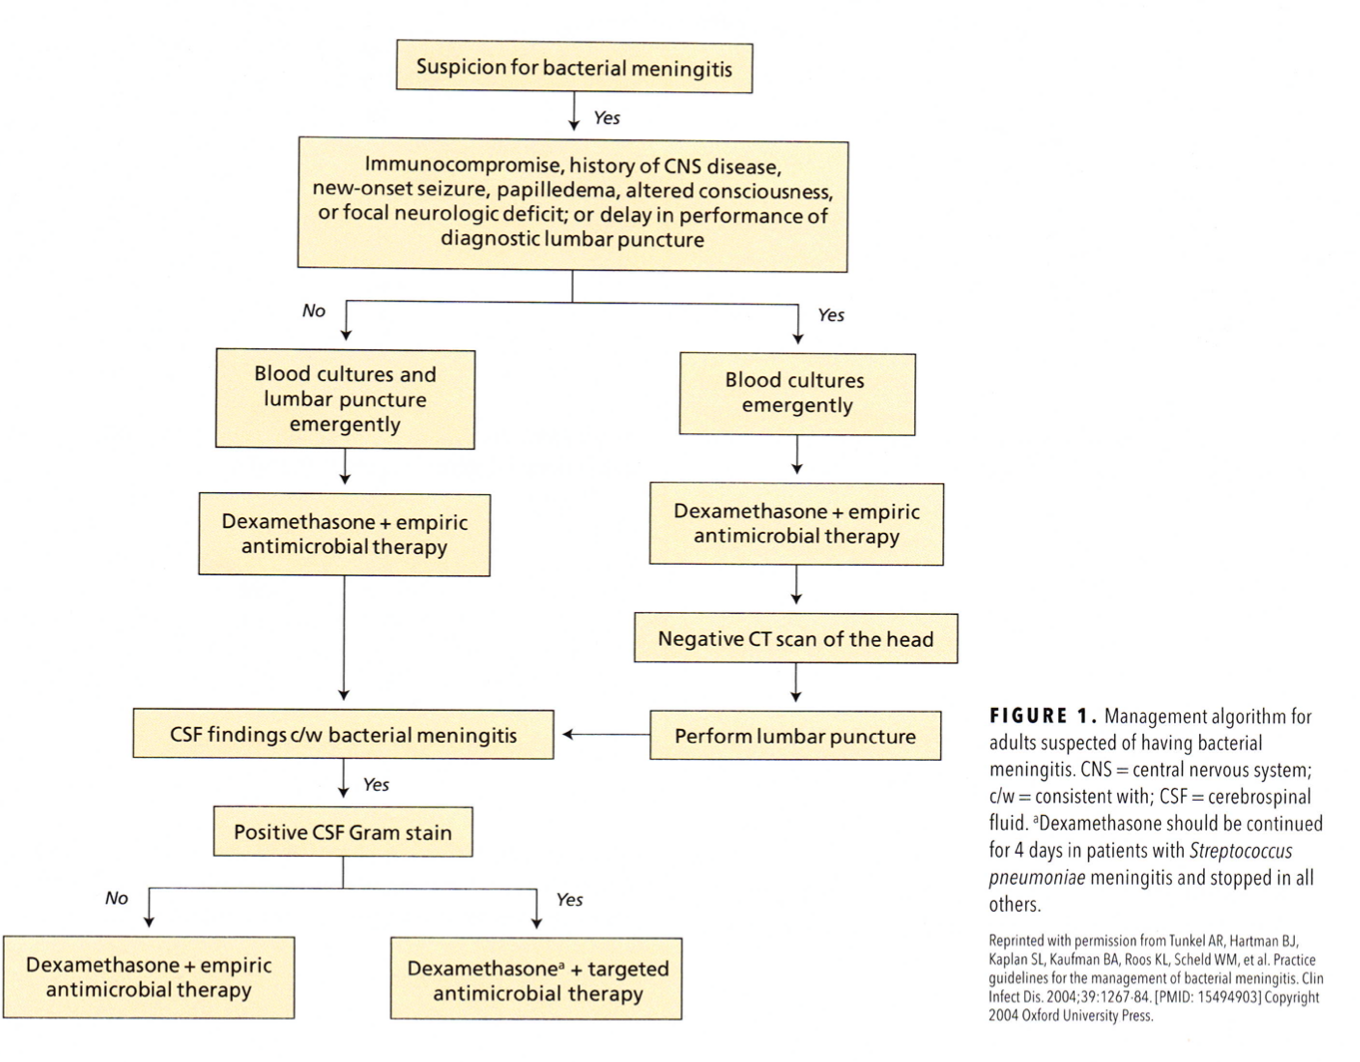 Suspicion for bacterial meningitis
Yes
Immunocompromise, history of CNS disease,
new-onset seizure, papilledema, altered consciousness,
or focal neurologic deficit; or delay in performance of
diagnostic lumbar puncture
No
Yes
Blood cultures and
lumbar puncture
emergently
Blood cultures
emergently
Dexamethasone + empiric
antimicrobial therapy
Dexamethasone + empiric
antimicrobial therapy
Negative CT scan of the head
CSF findings c/w bacterial meningitis
Perform lumbar puncture
Yes
Positive CSF Gram stain
No
Yes
Dexamethasone + empiric
antimicrobial therapy
Dexamethasoneª + targeted
antimicrobial therapy
FIGURE 1. Management algorithm for
adults suspected of having bacterial
meningitis. CNS = central nervous system;
c/w = consistent with; CSF = cerebrospinal
fluid. ªDexamethasone should be continued
for 4 days in patients with Streptococcus
pneumoniae meningitis and stopped in all
others.
Reprinted with permission from Tunkel AR, Hartman BJ,
Kaplan SL, Kaufman BA, Roos KL, Scheld WM, et al. Practice
guidelines for the management of bacterial meningitis. Clin
Infect Dis. 2004;39:1267-84. [PMID: 15494903] Copyright
2004 Oxford University Press.